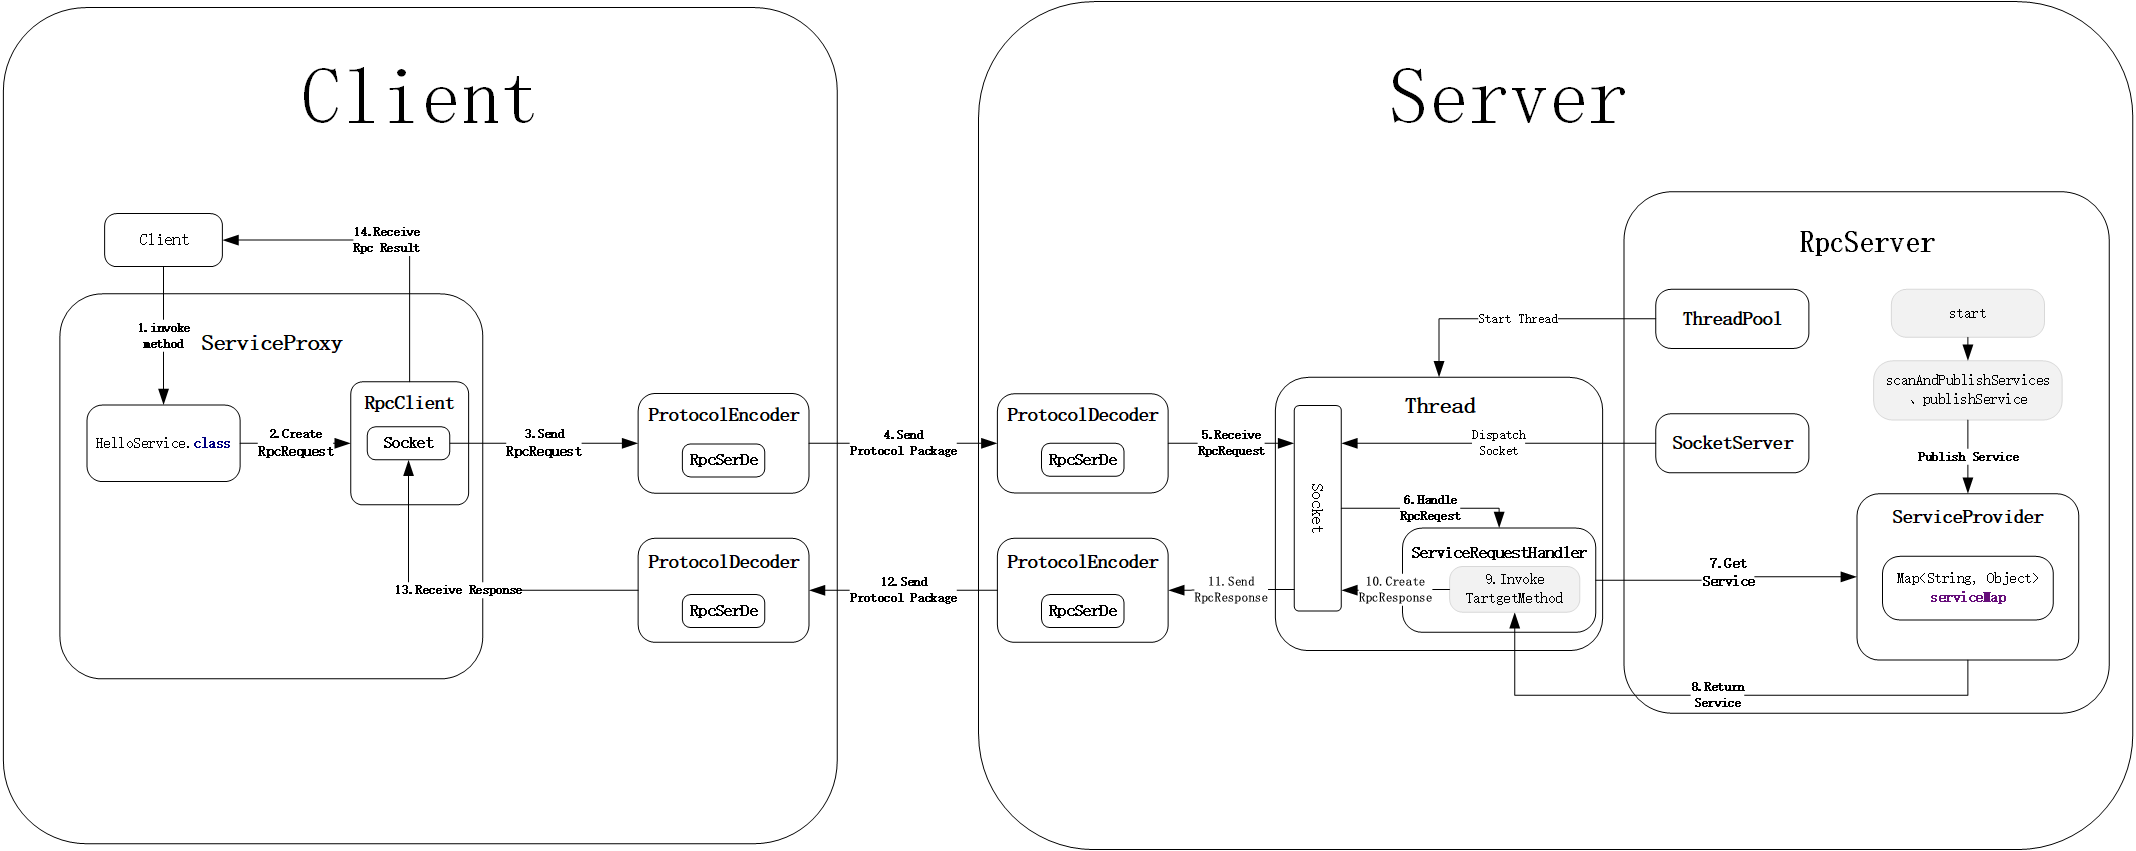 Client
Server
Client
14.Receive
Rpc Result
1.invoke
method
ServiceProxy
HelloService.class
2.Create
RpcRequest
RpcClient
Socket
3.Send
RpcRequest
ProtocolEncoder
RpcSerDe
4.Send
Protocol Package
ProtocolDecoder
RpcSerDe
5.Receive
RpcRequest
13.Receive Response
ProtocolDecoder
RpcSerDe
12.Send
Protocol Package
ProtocolEncoder
RpcSerDe
11.Send
RpcResponse
Thread
Socket
6.Handle
RpcReqest
ServiceRequestHandler
9.Invoke
TartgetMethod
10.Create
RpcResponse
Start Thread
Dispatch
Socket
7.Get
Service
8.Return
Service
RpcServer
ThreadPool
SocketServer
start
scanAndPublishServices
、publishService
Publish Service
ServiceProvider
Map<String, Object>
serviceMap